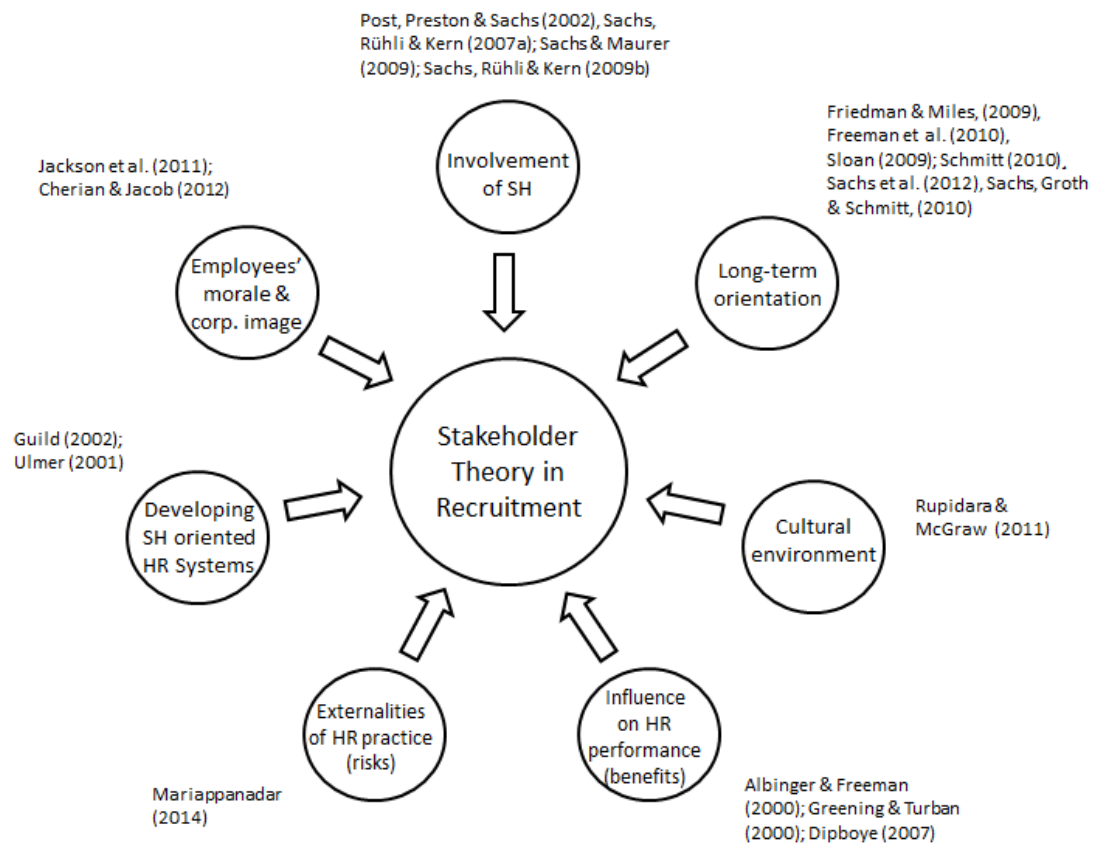 Post, Preston & Sachs (2002), Sachs,
Rühli & Kern (2007a); Sachs & Maurer
(2009); Sachs, Rühli & Kern (2009b)
Involvement
of SH
Friedman & Miles, (2009),
Freeman et al. (2010),
Sloan (2009); Schmitt (2010),
Sachs et al. (2012), Sachs, Groth
& Schmitt, (2010)
Long-term
orientation
Jackson et al. (2011);
Cherian & Jacob (2012)
Employees’
morale &
corp. image
Stakeholder
Theory in
Recruitment
Guild (2002);
Ulmer (2001)
Developing
SH oriented
HR Systems
Cultural
environment
Rupidara &
McGraw (2011)
Externalities
of HR practice
(risks)
Mariappanadar
(2014)
Influence
on HR
performance
(benefits)
Albinger & Freeman
(2000); Greening & Turban
(2000); Dipboye (2007)